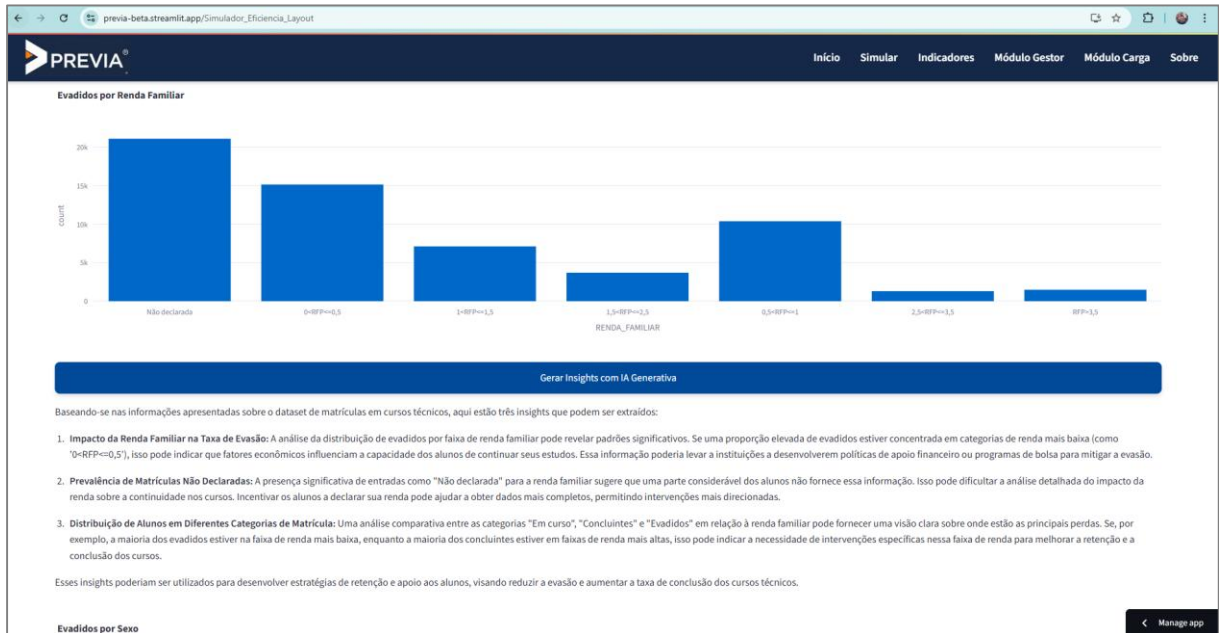 previa-beta.streamlit.app/Simulador_Eficiencia_Layout
PREVIA®
Início Simular Indicadores Módulo Gestor Módulo Carga Sobre
Evadidos por Renda Familiar
20k
15k
10k
5k
0
count
Não declarada 0<RFP<=0,5 1<RFP<=1,5 1,5<RFP<=2,5 0,5<RFP<=1 2,5<RFP<=3,5 RFP>3,5
RENDA_FAMILIAR
Gerar Insights com IA Generativa
Baseando-se nas informações apresentadas sobre o dataset de matrículas em cursos técnicos, aqui estão três insights que podem ser extraídos:
1. Impacto da Renda Familiar na Taxa de Evasão: A análise da distribuição de evadidos por faixa de renda familiar pode revelar padrões significativos. Se uma proporção elevada de evadidos estiver concentrada em categorias de renda mais baixa (como
'0<RFP<=0,5'), isso pode indicar que fatores econômicos influenciam a capacidade dos alunos de continuar seus estudos. Essa informação poderia levar a instituições a desenvolverem políticas de apoio financeiro ou programas de bolsa para mitigar a evasão.
2. Prevalência de Matrículas Não Declaradas: A presença significativa de entradas como "Não declarada" para a renda familiar sugere que uma parte considerável dos alunos não fornece essa informação. Isso pode dificultar a análise detalhada do impacto da
renda sobre a continuidade nos cursos. Incentivar os alunos a declarar sua renda pode ajudar a obter dados mais completos, permitindo intervenções mais direcionadas.
3. Distribuição de Alunos em Diferentes Categorias de Matrícula: Uma análise comparativa entre as categorias "Em curso", "Concluintes" e "Evadidos" em relação à renda familiar pode fornecer uma visão clara sobre onde estão as principais perdas. Se, por
exemplo, a maioria dos evadidos estiver na faixa de renda mais baixa, enquanto a maioria dos concluintes estiver em faixas de renda mais altas, isso pode indicar a necessidade de intervenções específicas nessa faixa de renda para melhorar a retenção e a
conclusão dos cursos.
Esses insights poderiam ser utilizados para desenvolver estratégias de retenção e apoio aos alunos, visando reduzir a evasão e aumentar a taxa de conclusão dos cursos técnicos.
Evadidos por Sexo
Manage app